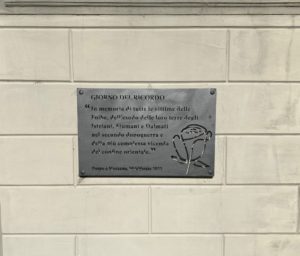 GIORNO DEL RICORDO
"In memoria di tutte le vittime delle
Foibe, dell'esodo dalle loro terre degli
Istriani, Fiumani e Dalmati
nel secondo dopoguerra e
della più complessa vicenda
del confine orientale."